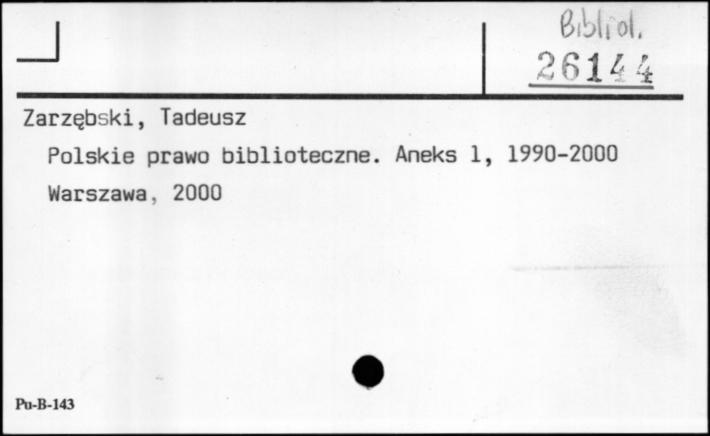 Bibliol.
26144
Zarzębski, Tadeusz
Polskie prawo biblioteczne. Aneks 1, 1990-2000
Warszawa, 2000
Pu-B-143